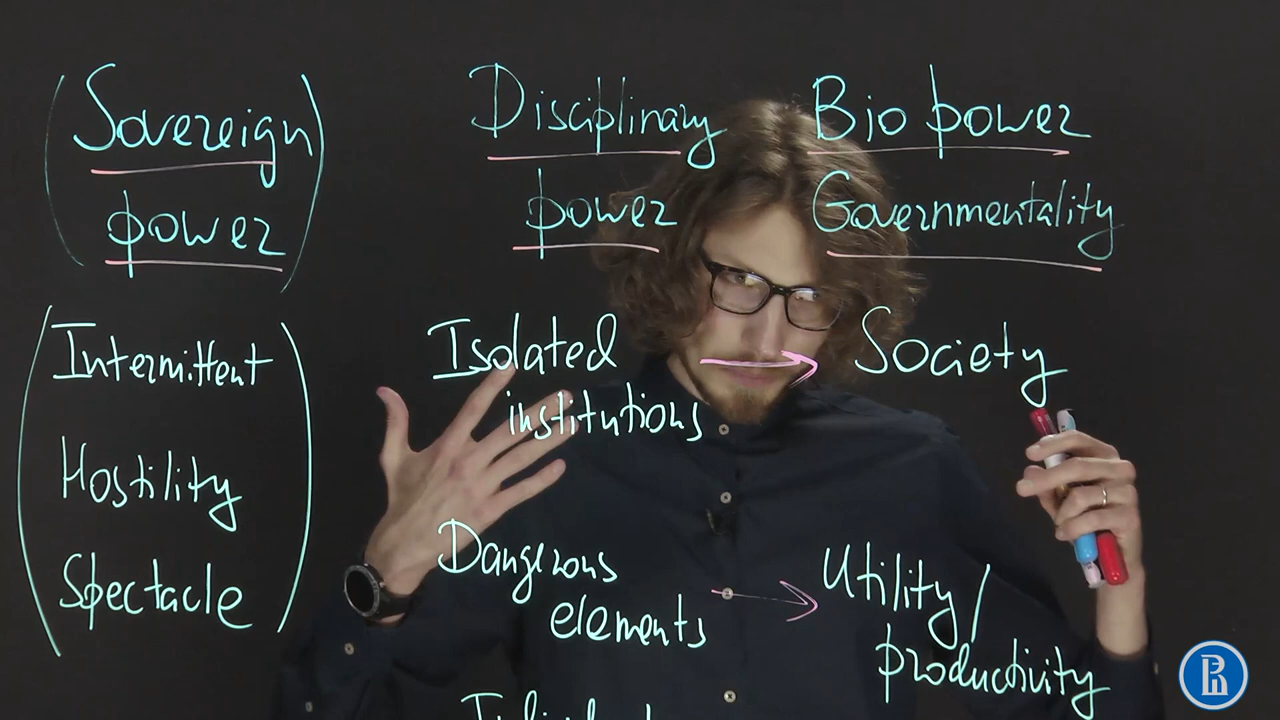 (Sovereign
power)
(Intermittent
Hostility
Spectacle)
Disciplinary
power
Isolated
institutions
Dangerous
elements
Bio power
Governmentality
Society
Utility/
productivity